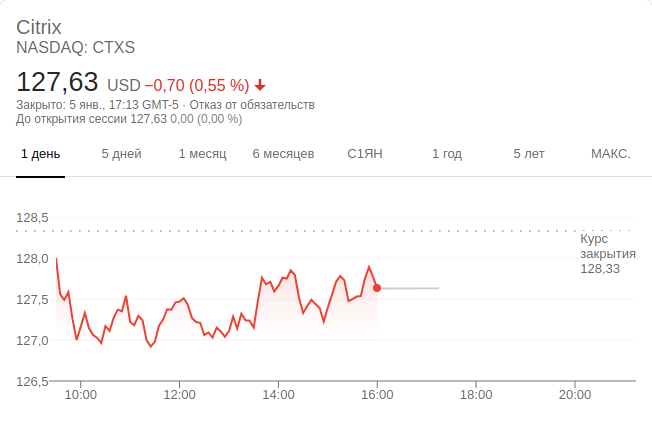 Citrix
NASDAQ: CTXS
127,63 USD −0,70 (0,55 %)
Закрыто: 5 янв., 17:13 GMT-5 · Отказ от обязательств
До открытия сессии 127,63 0,00 (0,00 %)
1 день 5 дней 1 месяц 6 месяцев С1ЯН 1 год 5 лет МАКС.
128,5
Курс
закрытия
128,33
128,0
127,5
127,0
126,5
10:00 12:00 14:00 16:00 18:00 20:00